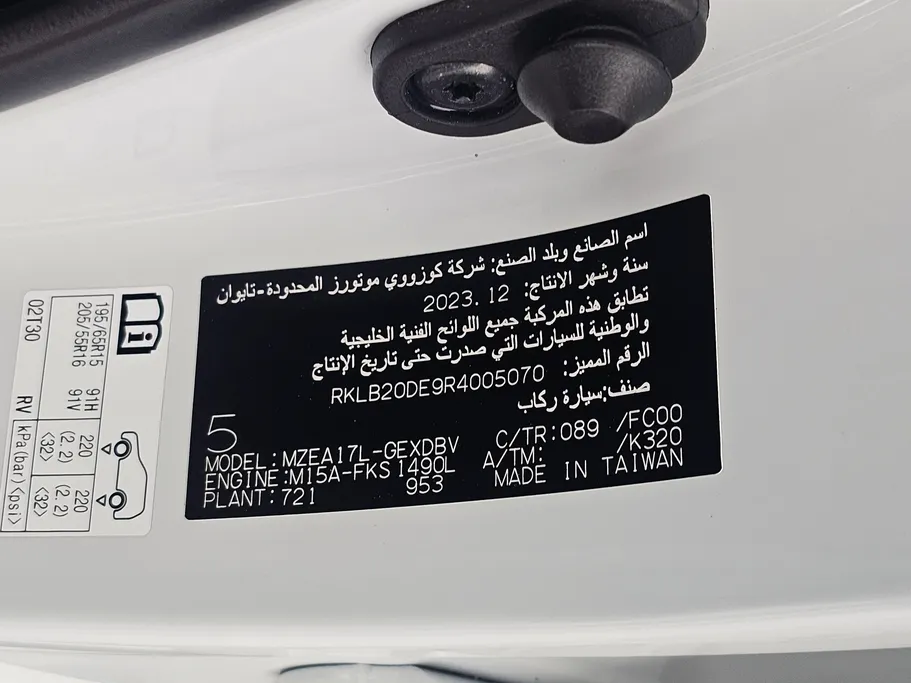 اسم الصانع وبلد الصنع: شركة كوزووي موتورز المحدودة-تايوان
سنة وشهر الانتاج: 2023.12
تطابق هذه المركبة جميع اللوائح الفنية الخليجية
والوطنية للسيارات التي صدرت حتى تاريخ الإنتاج
الرقم المميز: RKLB20DE9R4005070
صنف:سيارة ركاب
5
MODEL:MZEA17L-GEXDBV C/TR:089 /FC00
ENGINE:M15A-FKS 1490L A/TM: /K320
PLANT:721 953 MADE IN TAIWAN
i
195/65R15 91H
205/55R16 91V
02T30 RV
220 (2.2) <32>
220 (2.2) <32>
kPa(bar)<psi>